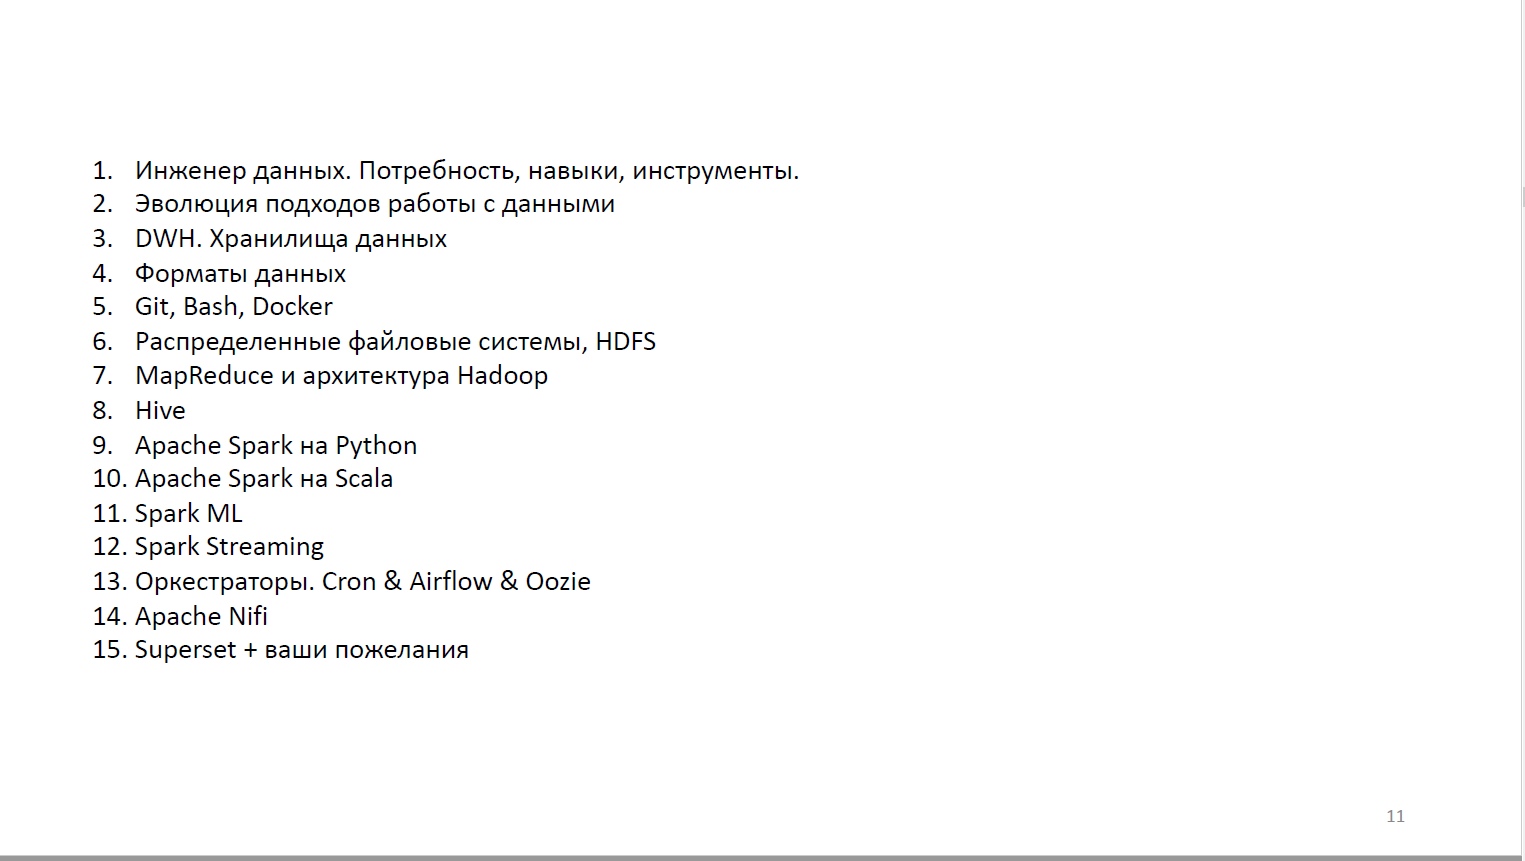 1. Инженер данных. Потребность, навыки, инструменты.
2. Эволюция подходов работы с данными
3. DWH. Хранилища данных
4. Форматы данных
5. Git, Bash, Docker
6. Распределенные файловые системы, HDFS
7. MapReduce и архитектура Hadoop
8. Hive
9. Apache Spark на Python
10. Apache Spark на Scala
11. Spark ML
12. Spark Streaming
13. Оркестраторы. Cron & Airflow & Oozie
14. Apache Nifi
15. Superset + ваши пожелания
11